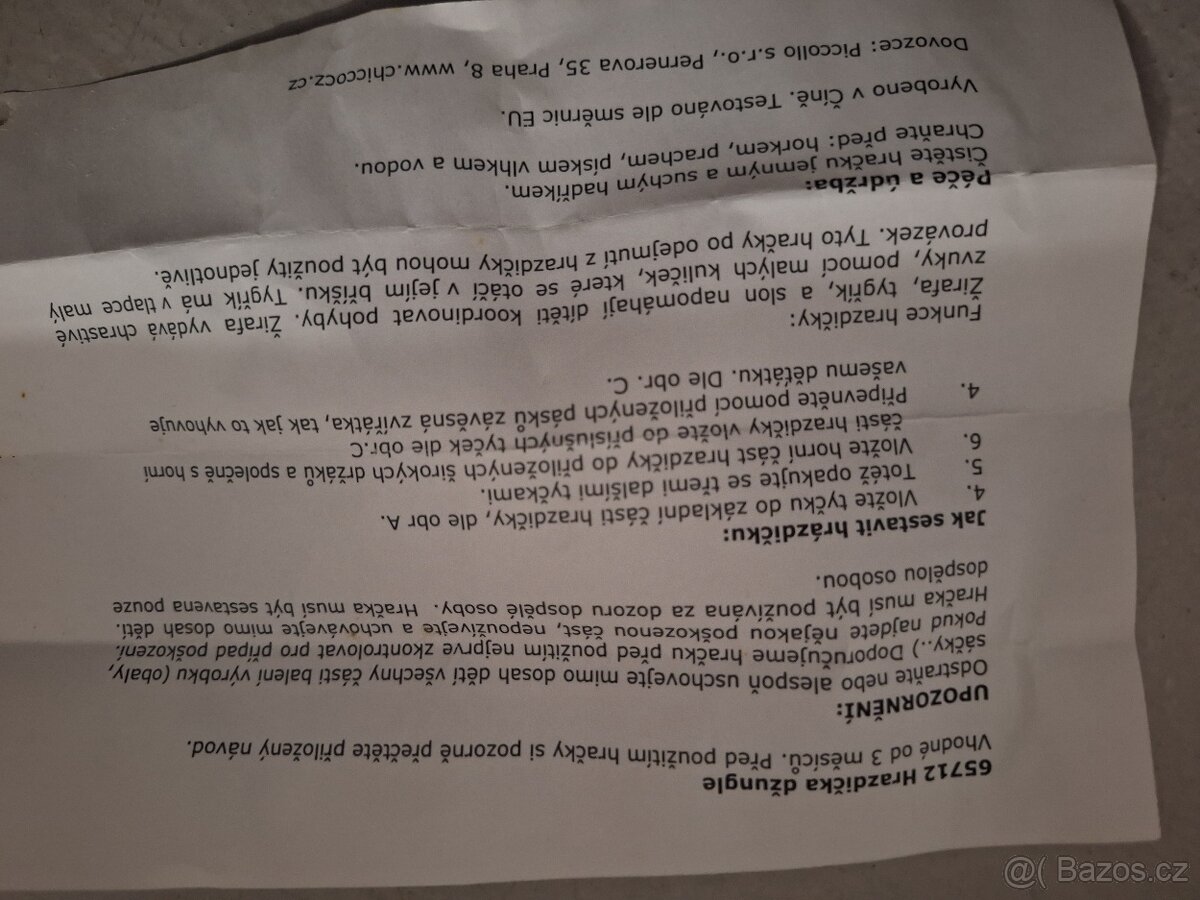 65712 Hrazdička džungle
Vhodné od 3 měsíců. Před použitím hračky si pozorně přečtěte přiložený návod.
UPOZORNĚNÍ:
Odstraňte nebo alespoň uschovejte mimo dosah dětí všechny části balení výrobku (obaly,
sáčky..) Doporučujeme hračku před použitím nejprve zkontrolovat pro případ poškození.
Pokud najdete nějakou poškozenou část, nepoužívejte a uchovávejte mimo dosah dětí.
Hračka musí být používána za dozoru dospělé osoby. Hračka musí být sestavena pouze
dospělou osobou.
Jak sestavit hrázdičku:
4. Vložte tyčku do základní části hrazdičky, dle obr A.
5. Totéž opakujte se třemi dalšími tyčkami.
6. Vložte horní část hrazdičky do přiložených širokých držáků a společně s horní
částí hrazdičky vložte do příslušných tyček dle obr.C
4. Připevněte pomocí přiložených pásků závěsná zvířátka, tak jak to vyhovuje
vašemu děťátku. Dle obr. C.
Funkce hrazdičky:
Žirafa, tygřík, a slon napomáhají dítěti koordinovat pohyby. Žirafa vydává chrastivé
zvuky, pomocí malých kuliček, které se otáčí v jejím bříšku. Tygřík má v tlapce malý
provázek. Tyto hračky po odejmutí z hrazdičky mohou být použity jednotlivě.
Péče a údržba:
Čistěte hračku jemným a suchým hadříkem.
Chraňte před: horkem, prachem, pískem vlhkem a vodou.
Vyrobeno v Číně. Testováno dle směrnic EU.
Dovozce: Piccollo s.r.o., Pernerova 35, Praha 8, www.chiccocz.cz
@( Bazos.cz